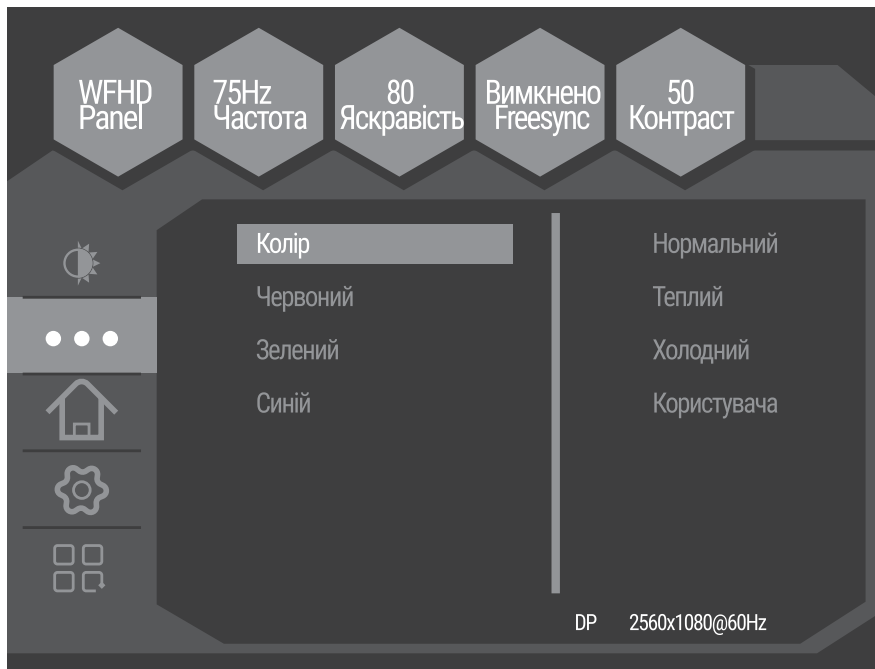 WFHD
Panel
75Hz
Частота
80
Яскравість
Вимкнено
Freesync
50
Контраст
Колір
Червоний
Зелений
Синій
Нормальний
Теплий
Холодний
Користувача
DP 2560x1080@60Hz